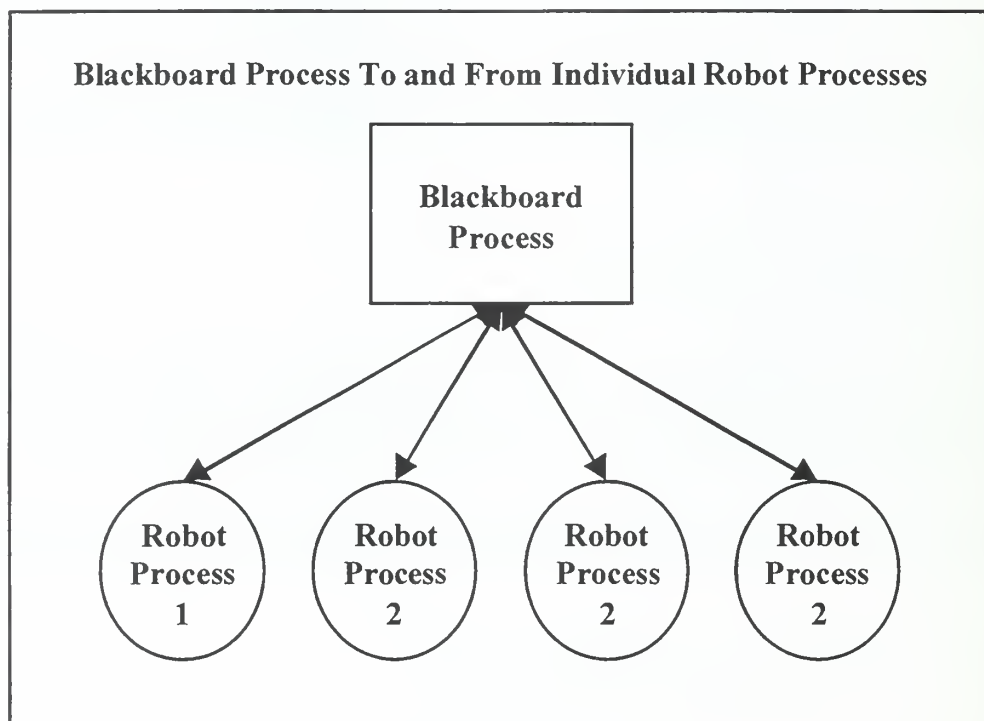 Blackboard Process To and From Individual Robot Processes
Blackboard
Process
Robot
Process
1
Robot
Process
2
Robot
Process
2
Robot
Process
2